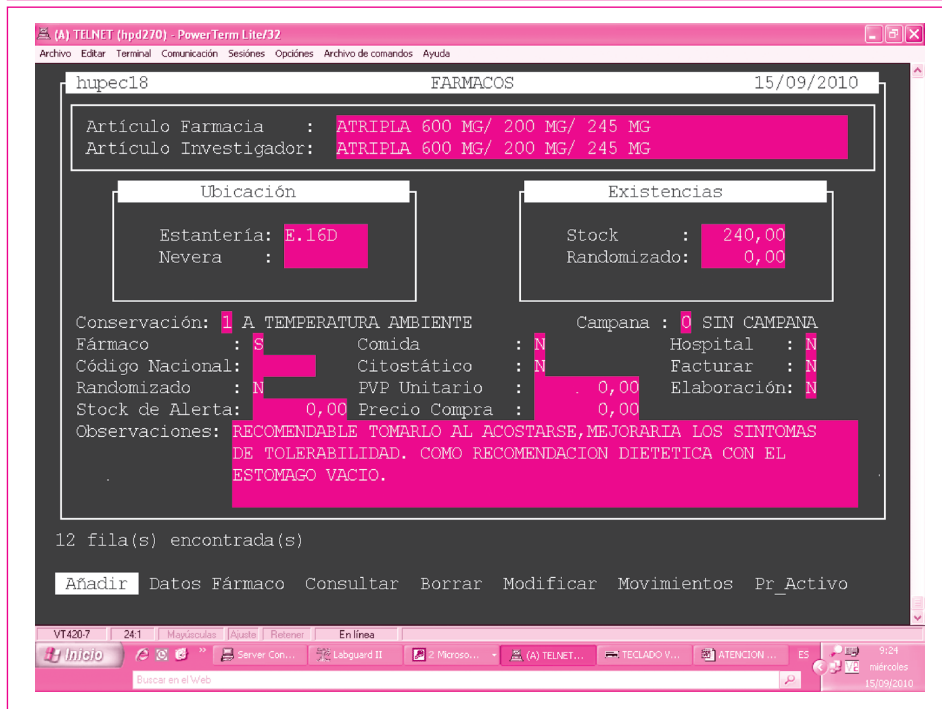 (A) TELNET (hpd270) - PowerTerm Lite/32
Archivo Editar Terminal Comunicación Sesiónes Opciónes Archivo de comandos Ayuda
hupec18 FARMACOS 15/09/2010
Artículo Farmacia : ATRIPLA 600 MG/ 200 MG/ 245 MG
Artículo Investigador: ATRIPLA 600 MG/ 200 MG/ 245 MG
Ubicación Existencias
Estantería: E.16D Stock : 240,00
Nevera : Randomizado: 0,00
Conservación: 1 A TEMPERATURA AMBIENTE Campana : 0 SIN CAMPANA
Fármaco : S Comida : N Hospital : N
Código Nacional: Citostático : N Facturar : N
Randomizado : N PVP Unitario : 0,00 Elaboración: N
Stock de Alerta: 0,00 Precio Compra : 0,00
Observaciones: RECOMENDABLE TOMARLO AL ACOSTARSE,MEJORARIA LOS SINTOMAS
DE TOLERABILIDAD. COMO RECOMENDACION DIETETICA CON EL
ESTOMAGO VACIO.
12 fila(s) encontrada(s)
Añadir Datos Fármaco Consultar Borrar Modificar Movimientos Pr_Activo
VT420-7 24:1 Mayúsculas Ajuste Retener En línea
Inicio Server Con... Labguard II 2 Microso... (A) TELNET... TECLADO V... ATENCION ... ES 9:24
Buscar en el Web miércoles
15/09/2010